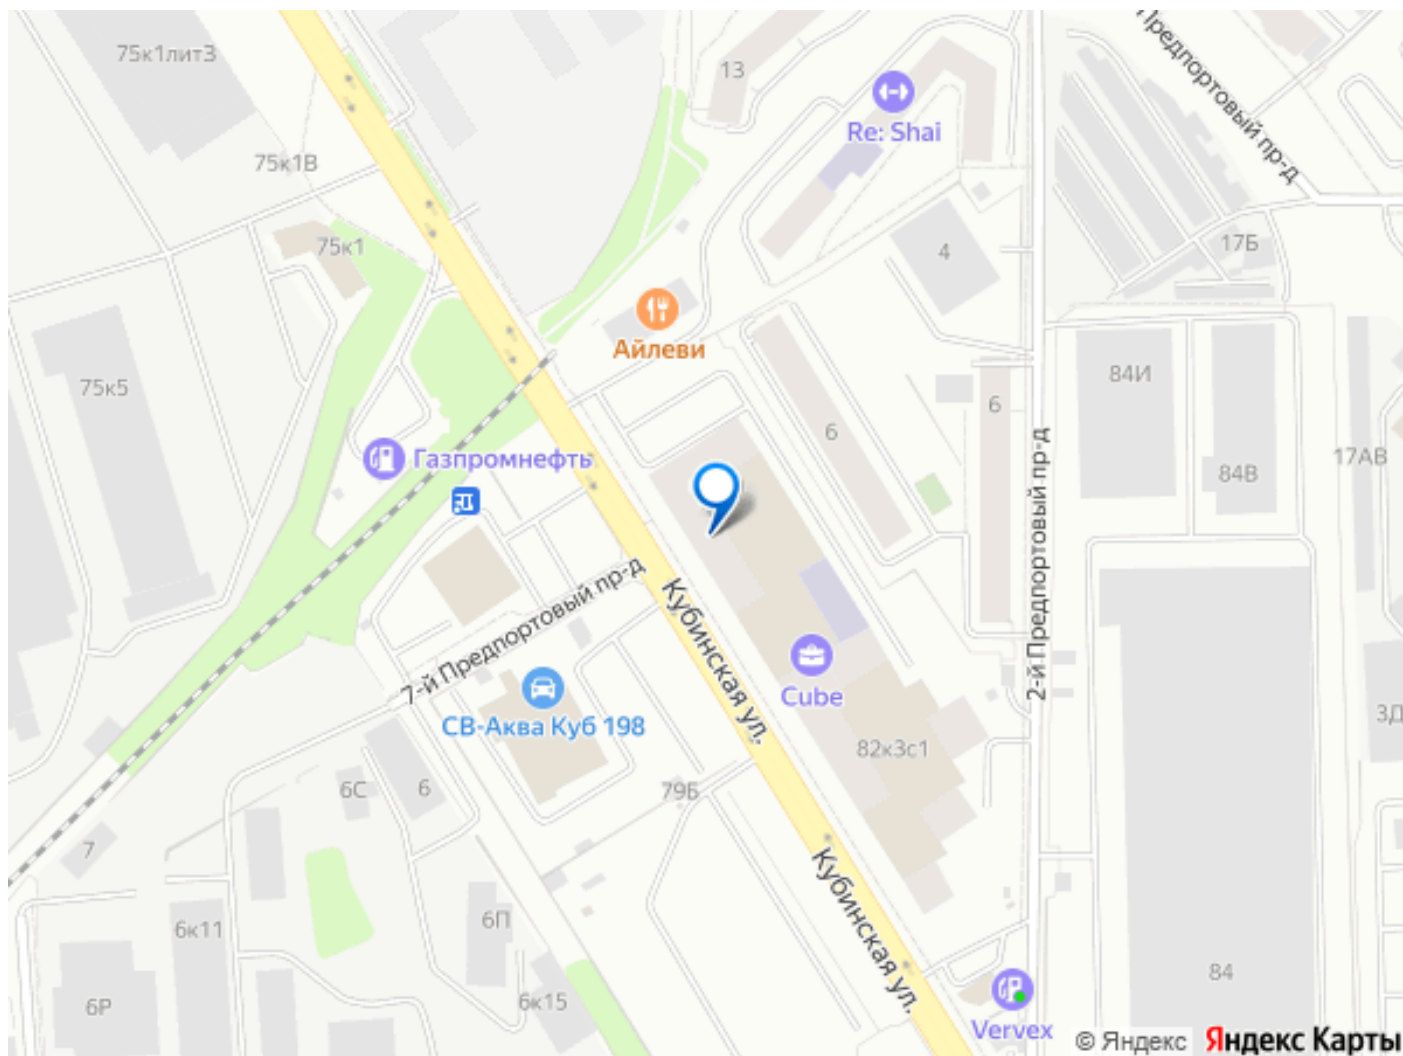 75к1литЗ
13
Re: Shai
Предпортовый пр-д
75к1В
75к1
4
17Б
Айлеви
75к5
84И
6
6
Газпромнефть
17АВ
84В
2-й Предпортовый пр-д
7-й Предпортовый пр-д
Кубинская ул.
Cube
СВ-Аква Куб 198
3Д
82к3с1
6С
6
79Б
7
Кубинская ул.
6к11
6П
84
6Р
6к15
Vervex
© Яндекс Яндекс Карты